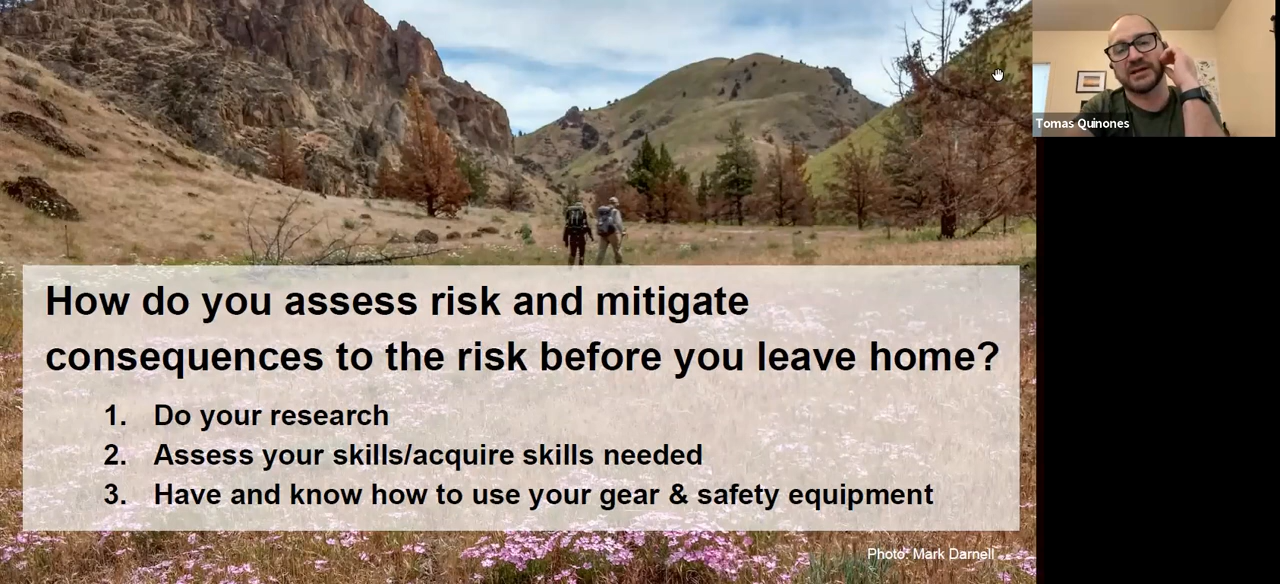 Tomas Quinones
How do you assess risk and mitigate
consequences to the risk before you leave home?
1. Do your research
2. Assess your skills/acquire skills needed
3. Have and know how to use your gear & safety equipment
Photo: Mark Darnell